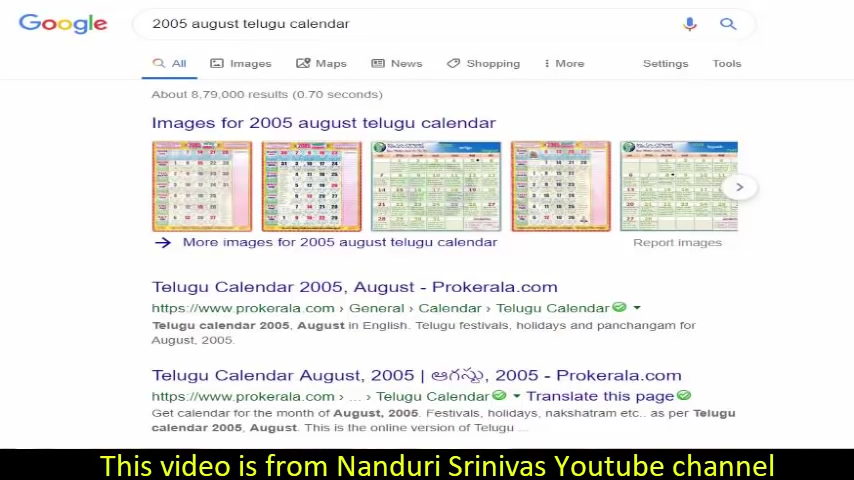 Google
2005 august telugu calendar
All Images Maps News Shopping More Settings Tools
About 8,79,000 results (0.70 seconds)
Images for 2005 august telugu calendar
More images for 2005 august telugu calendar Report images
Telugu Calendar 2005, August - Prokerala.com
https://www.prokerala.com › General › Calendar › Telugu Calendar
Telugu calendar 2005, August in English. Telugu festivals, holidays and panchangam for
August, 2005.
Telugu Calendar August, 2005 | ఆగస్టు, 2005 - Prokerala.com
https://www.prokerala.com › ... › Telugu Calendar Translate this page
Get calendar for the month of August, 2005. Festivals, holidays, nakshatram etc.. as per Telugu
calendar 2005, August. This is the online version of Telugu ...
This video is from Nanduri Srinivas Youtube channel